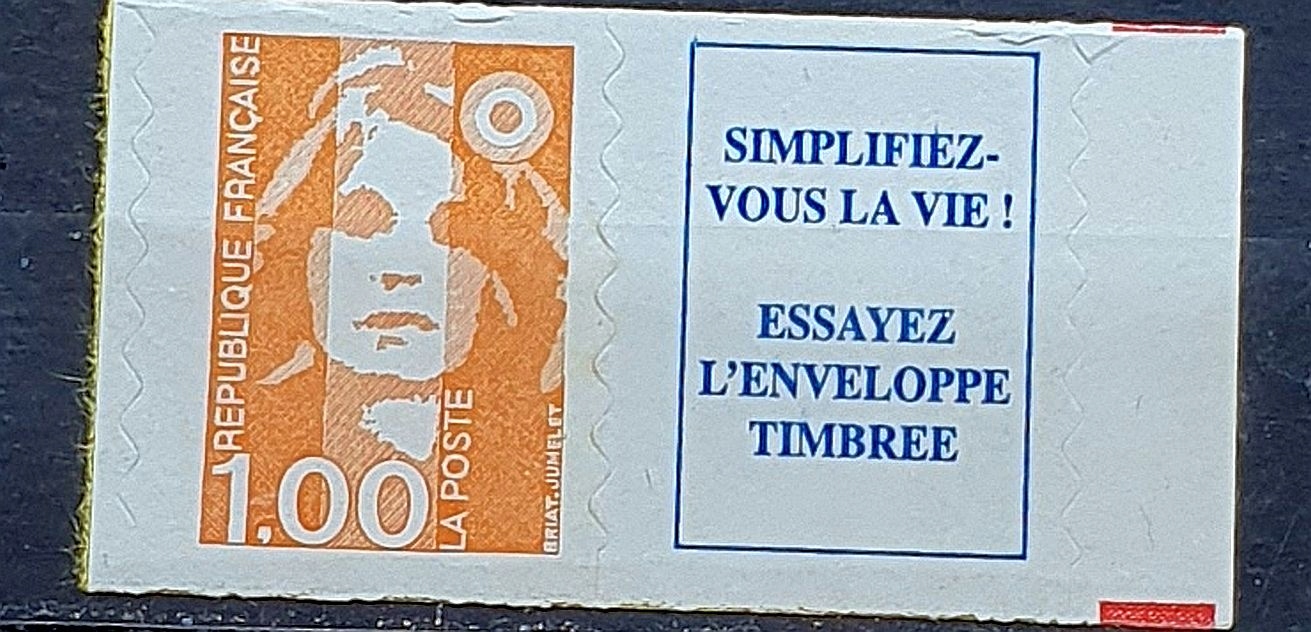 REPUBLIQUE FRANÇAISE
1,00
LA POSTE
BRIAT.JUMELET
SIMPLIFIEZ-
VOUS LA VIE !
ESSAYEZ
L'ENVELOPPE
TIMBREE